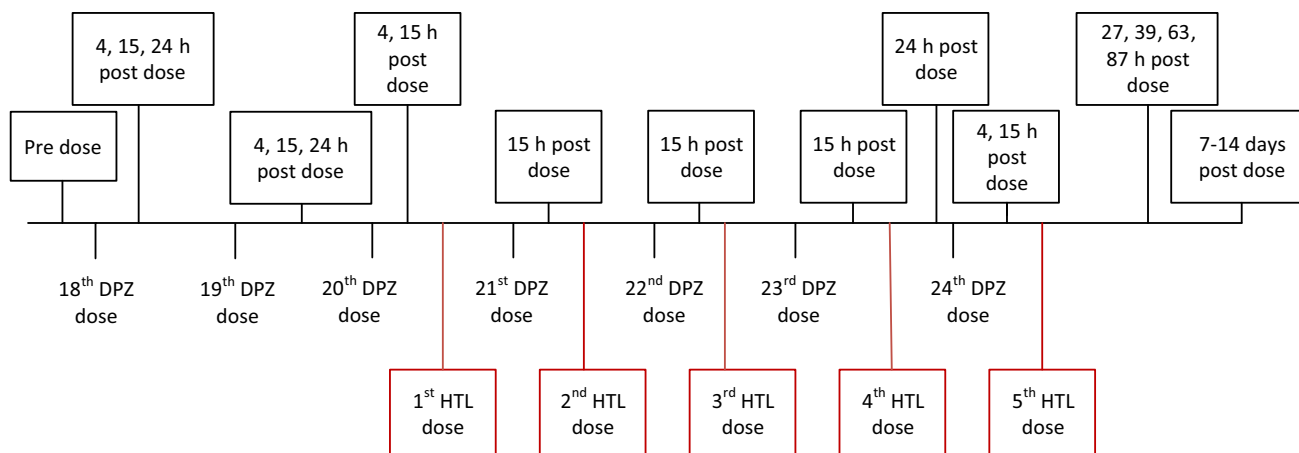 4, 15, 24 h
post dose
4, 15 h
post
dose
24 h post
dose
27, 39, 63,
87 h post
dose
Pre dose
4, 15, 24 h
post dose
15 h post
dose
15 h post
dose
15 h post
dose
4, 15 h
post
dose
7-14 days
post dose
18th DPZ
dose
19th DPZ
dose
20th DPZ
dose
21st DPZ
dose
22nd DPZ
dose
23rd DPZ
dose
24th DPZ
dose
1st HTL
dose
2nd HTL
dose
3rd HTL
dose
4th HTL
dose
5th HTL
dose